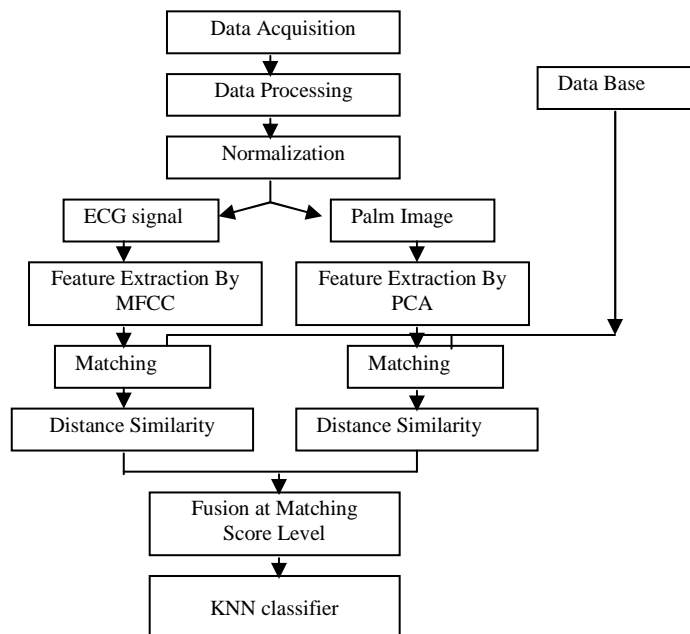 Data Acquisition
Data Processing
Data Base
Normalization
ECG signal
Palm Image
Feature Extraction By
MFCC
Feature Extraction By
PCA
Matching
Matching
Distance Similarity
Distance Similarity
Fusion at Matching
Score Level
KNN classifier